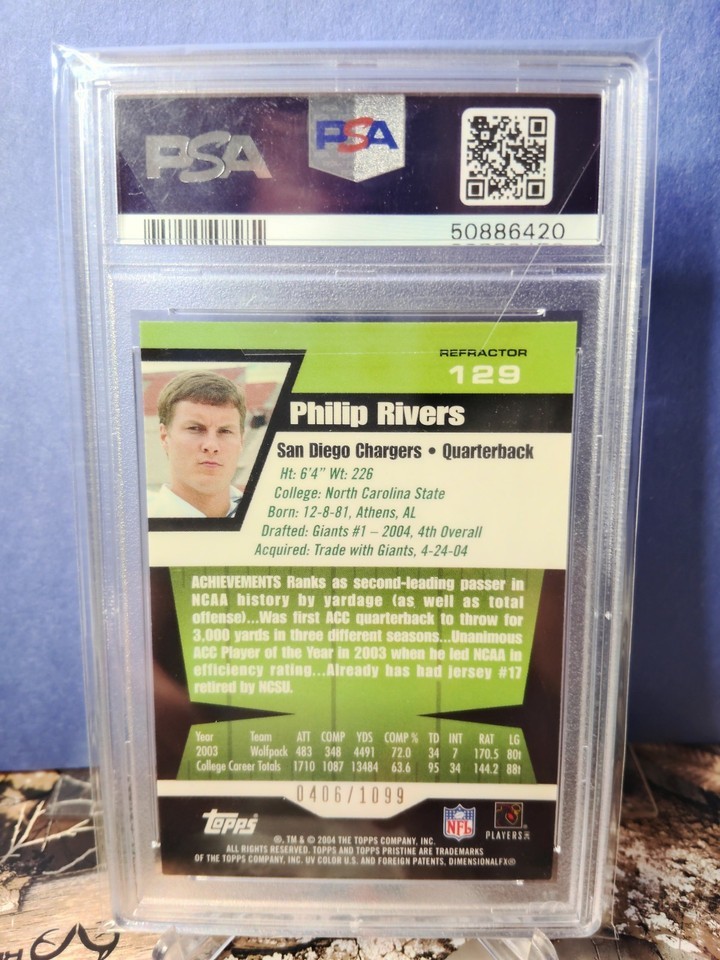 PSA
PSA
50886420
REFRACTOR
129
Philip Rivers
San Diego Chargers • Quarterback
Ht: 6'4" Wt: 226
College: North Carolina State
Born: 12-8-81, Athens, AL
Drafted: Giants #1 – 2004, 4th Overall
Acquired: Trade with Giants, 4-24-04
ACHIEVEMENTS Ranks as second-leading passer in
NCAA history by yardage (as well as total
offense)...Was first ACC quarterback to throw for
3,000 yards in three different seasons...Unanimous
ACC Player of the Year in 2003 when he led NCAA in
efficiency rating...Already has had jersey #17
retired by NCSU.
Year Team ATT COMP YDS COMP % TD INT RAT LG
2003 Wolfpack 483 348 4491 72.0 34 7 170.5 80t
College Career Totals 1710 1087 13484 63.6 95 34 144.2 88t
0406/1099
Topps
NFL
PLAYERS INC
®, TM & © 2004 THE TOPPS COMPANY, INC.
ALL RIGHTS RESERVED. TOPPS AND TOPPS PRISTINE ARE TRADEMARKS
OF THE TOPPS COMPANY, INC. UV COLOR U.S. AND FOREIGN PATENTS. DIMENSIONALFX®